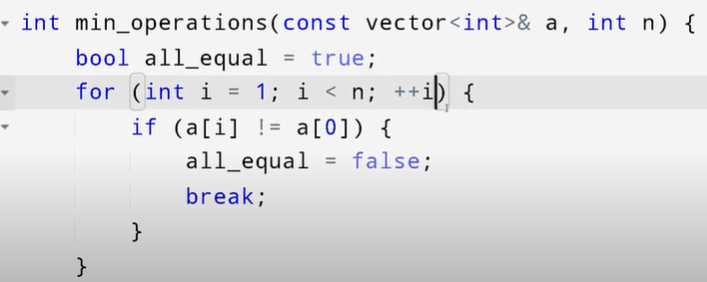 int min_operations(const vector<int>& a, int n) {
    bool all_equal = true;
    for (int i = 1; i < n; ++i) {
        if (a[i] != a[0]) {
            all_equal = false;
            break;
        }
    }